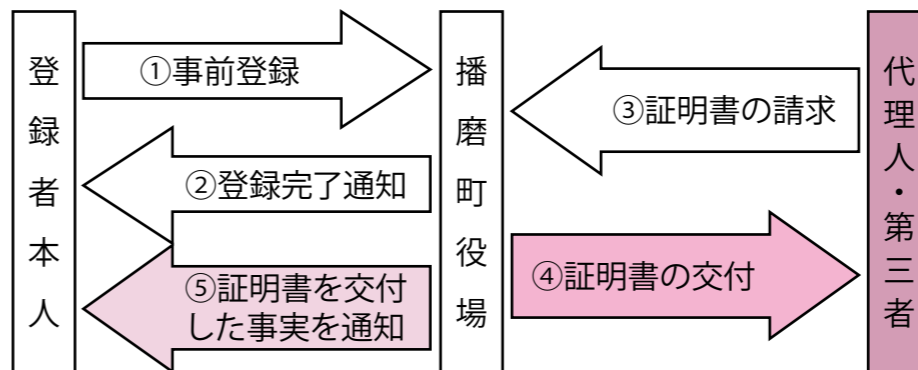 登録者本人
①事前登録
②登録完了通知
⑤証明書を交付
した事実を通知
播磨町役場
③証明書の請求
④証明書の交付
代理人・第三者